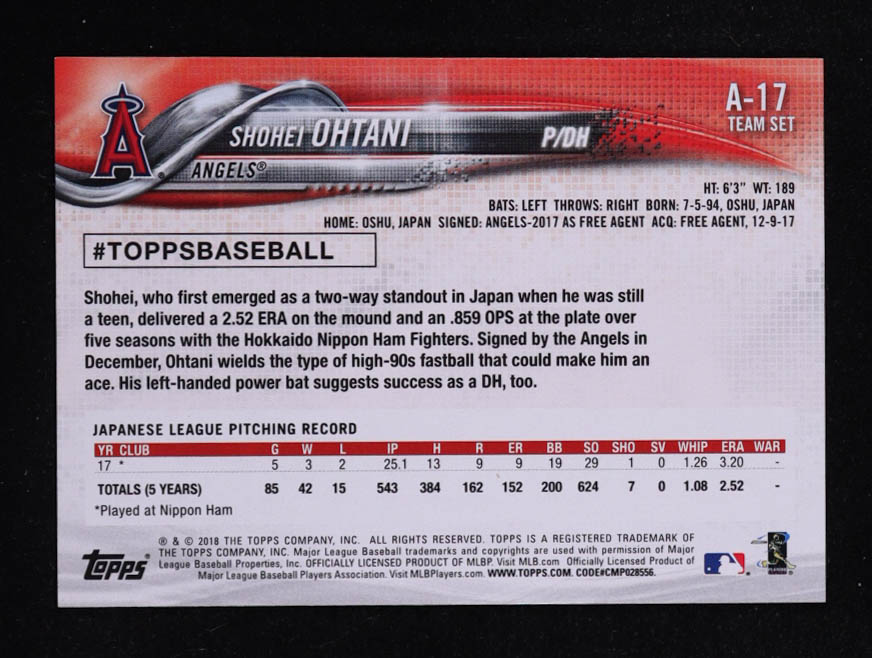 A-17
TEAM SET
SHOHEI OHTANI P/DH
ANGELS®
HT: 6'3" WT: 189
BATS: LEFT THROWS: RIGHT BORN: 7-5-94, OSHU, JAPAN
HOME: OSHU, JAPAN SIGNED: ANGELS-2017 AS FREE AGENT ACQ: FREE AGENT, 12-9-17
#TOPPSBASEBALL
Shohei, who first emerged as a two-way standout in Japan when he was still
a teen, delivered a 2.52 ERA on the mound and an .859 OPS at the plate over
five seasons with the Hokkaido Nippon Ham Fighters. Signed by the Angels in
December, Ohtani wields the type of high-90s fastball that could make him an
ace. His left-handed power bat suggests success as a DH, too.
JAPANESE LEAGUE PITCHING RECORD
YR CLUB G W L IP H R ER BB SO SHO SV WHIP ERA WAR
17 * 5 3 2 25.1 13 9 9 19 29 1 0 1.26 3.20 -
TOTALS (5 YEARS) 85 42 15 543 384 162 152 200 624 7 0 1.08 2.52 -
*Played at Nippon Ham
® & © 2018 THE TOPPS COMPANY, INC. ALL RIGHTS RESERVED. TOPPS IS A REGISTERED TRADEMARK OF
THE TOPPS COMPANY, INC. Major League Baseball trademarks and copyrights are used with permission of Major
League Baseball Properties, Inc. OFFICIALLY LICENSED PRODUCT OF MLBP. Visit MLB.com Officially Licensed Product of
Major League Baseball Players Association. Visit MLBPlayers.com. WWW.TOPPS.COM. CODE#CMP028556.
Topps®
PLAYERS